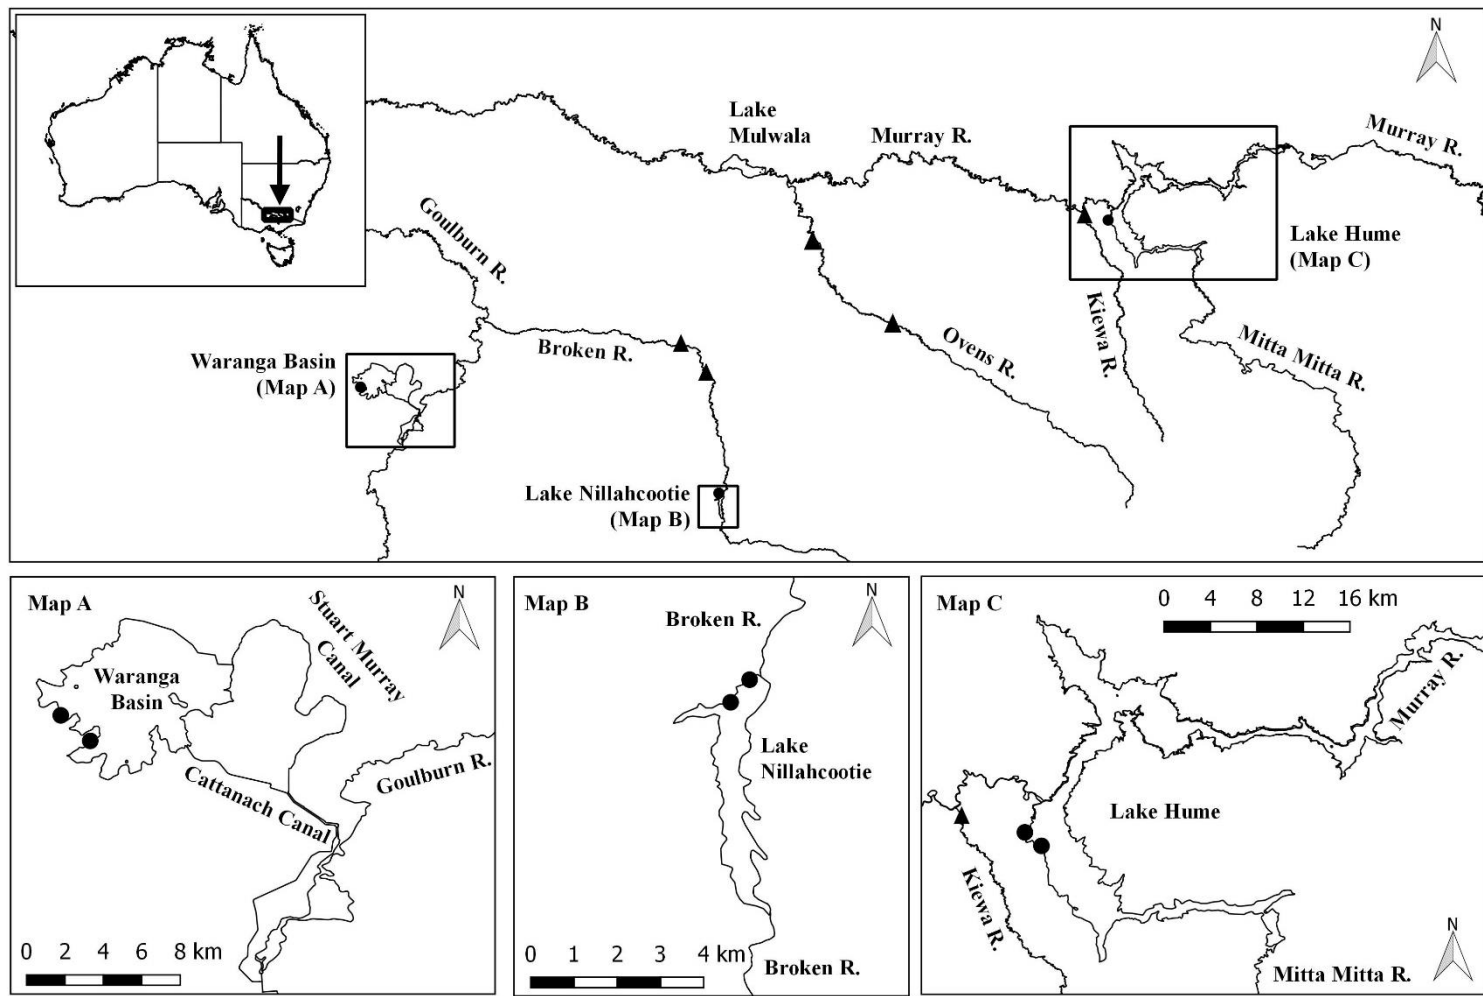 N
Lake
Mulwala
Murray R.
Murray R.
Goulburn R.
Lake Hume
(Map C)
Waranga Basin
(Map A)
Broken R.
Ovens R.
Kiewa R.
Mitta Mitta R.
Lake Nillahcootie
(Map B)
Map A
N
Stuart Murray
Canal
Waranga
Basin
Goulburn R.
Cattanach Canal
0 2 4 6 8 km
Map B
N
Broken R.
Lake
Nillahcootie
0 1 2 3 4 km
Broken R.
Map C
0 4 8 12 16 km
Murray R.
Lake Hume
Kiewa R.
N
Mitta Mitta R.